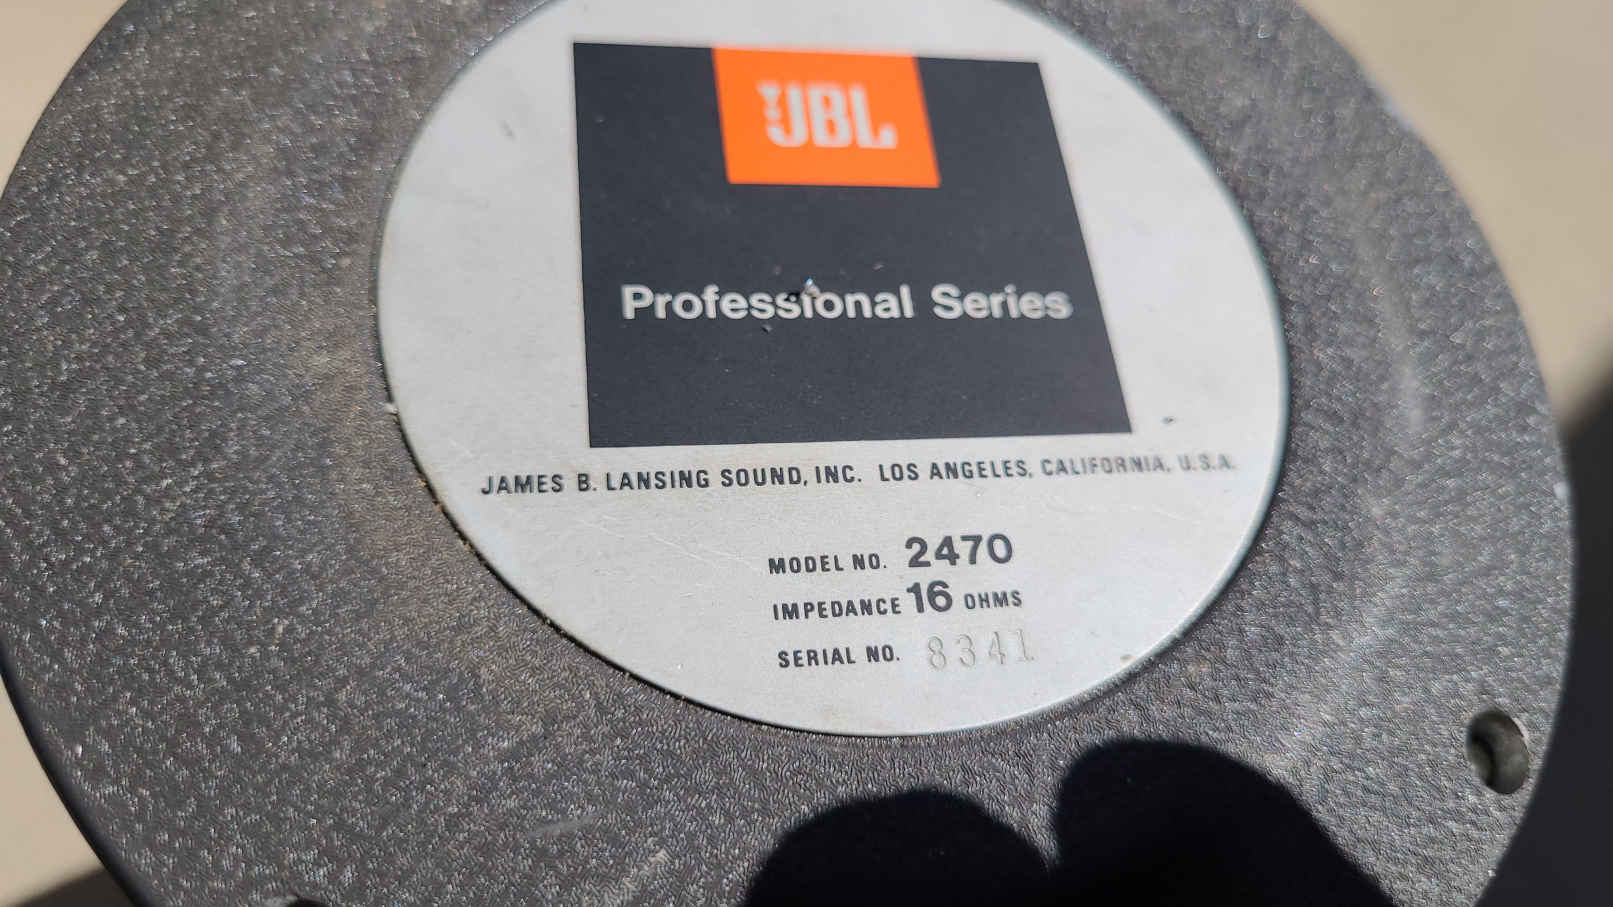 JBL
Professional Series
JAMES B. LANSING SOUND, INC. LOS ANGELES, CALIFORNIA, U.S.A.
MODEL NO. 2470
IMPEDANCE 16 OHMS
SERIAL NO. 8341